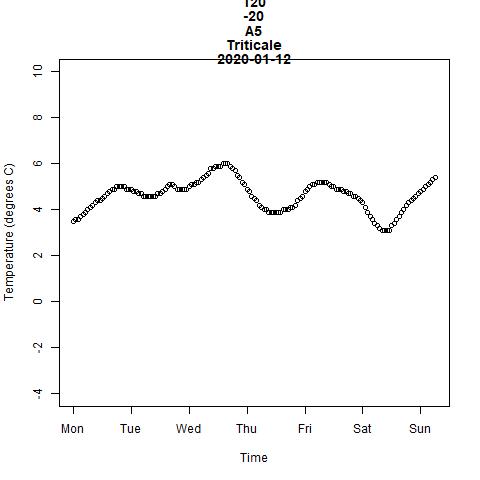 120
-20
A5
Triticale
2020-01-12
Temperature (degrees C)
10
8
6
4
2
0
-2
-4
Mon Tue Wed Thu Fri Sat Sun
Time